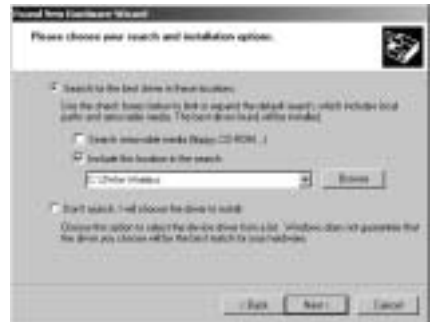 Found New Hardware Wizard
Please choose your search and installation options.
Search for the best driver in these locations.
Use the check boxes below to limit or expand the default search, which includes local
paths and removable media. The best driver found will be installed.
Search removable media (floppy, CD-ROM...)
Include this location in the search:
Browse
Don't search. I will choose the driver to install.
Choose this option to select the device driver from a list. Windows does not guarantee that
the driver you choose will be the best match for your hardware.
< Back
Next >
Cancel